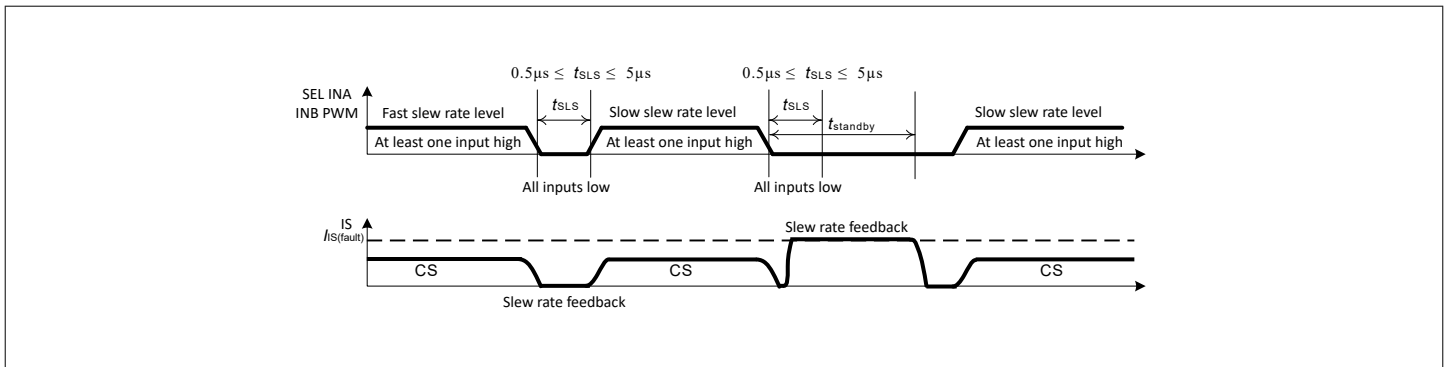 0.5µs ≤ tSLS ≤ 5µs
0.5µs ≤ tSLS ≤ 5µs
SEL INA
INB PWM
Fast slew rate level
tSLS
Slow slew rate level
tSLS
tstandby
Slow slew rate level
At least one input high
At least one input high
At least one input high
All inputs low
All inputs low
IS
IIS(fault)
Slew rate feedback
CS
CS
CS
Slew rate feedback